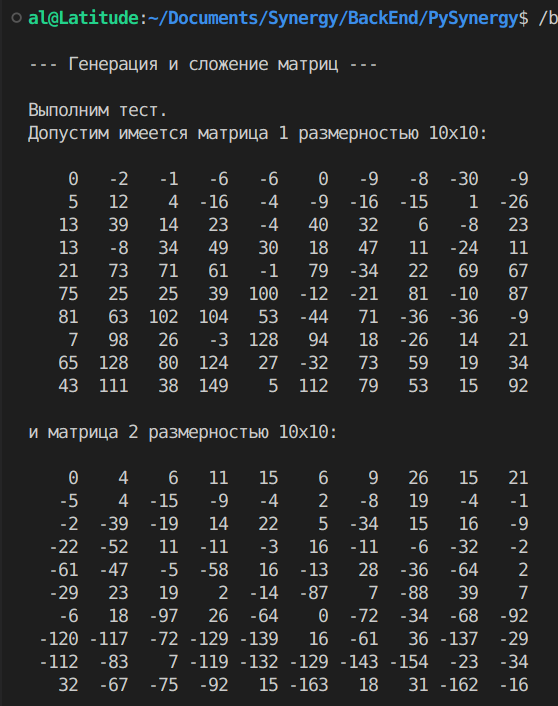 al@Latitude:~/Documents/Synergy/BackEnd/PySynergy$ /b
--- Генерация и сложение матриц ---
Выполним тест.
Допустим имеется матрица 1 размерностью 10x10:
0 -2 -1 -6 -6 0 -9 -8 -30 -9
5 12 4 -16 -4 -9 -16 -15 1 -26
13 39 14 23 -4 40 32 6 -8 23
13 -8 34 49 30 18 47 11 -24 11
21 73 71 61 -1 79 -34 22 69 67
75 25 25 39 100 -12 -21 81 -10 87
81 63 102 104 53 -44 71 -36 -36 -9
7 98 26 -3 128 94 18 -26 14 21
65 128 80 124 27 -32 73 59 19 34
43 111 38 149 5 112 79 53 15 92
и матрица 2 размерностью 10x10:
0 4 6 11 15 6 9 26 15 21
-5 4 -15 -9 -4 2 -8 19 -4 -1
-2 -39 -19 14 22 5 -34 15 16 -9
-22 -52 11 -11 -3 16 -11 -6 -32 -2
-61 -47 -5 -58 16 -13 28 -36 -64 2
-29 23 19 2 -14 -87 7 -88 39 7
-6 18 -97 26 -64 0 -72 -34 -68 -92
-120 -117 -72 -129 -139 16 -61 36 -137 -29
-112 -83 7 -119 -132 -129 -143 -154 -23 -34
32 -67 -75 -92 15 -163 18 31 -162 -16